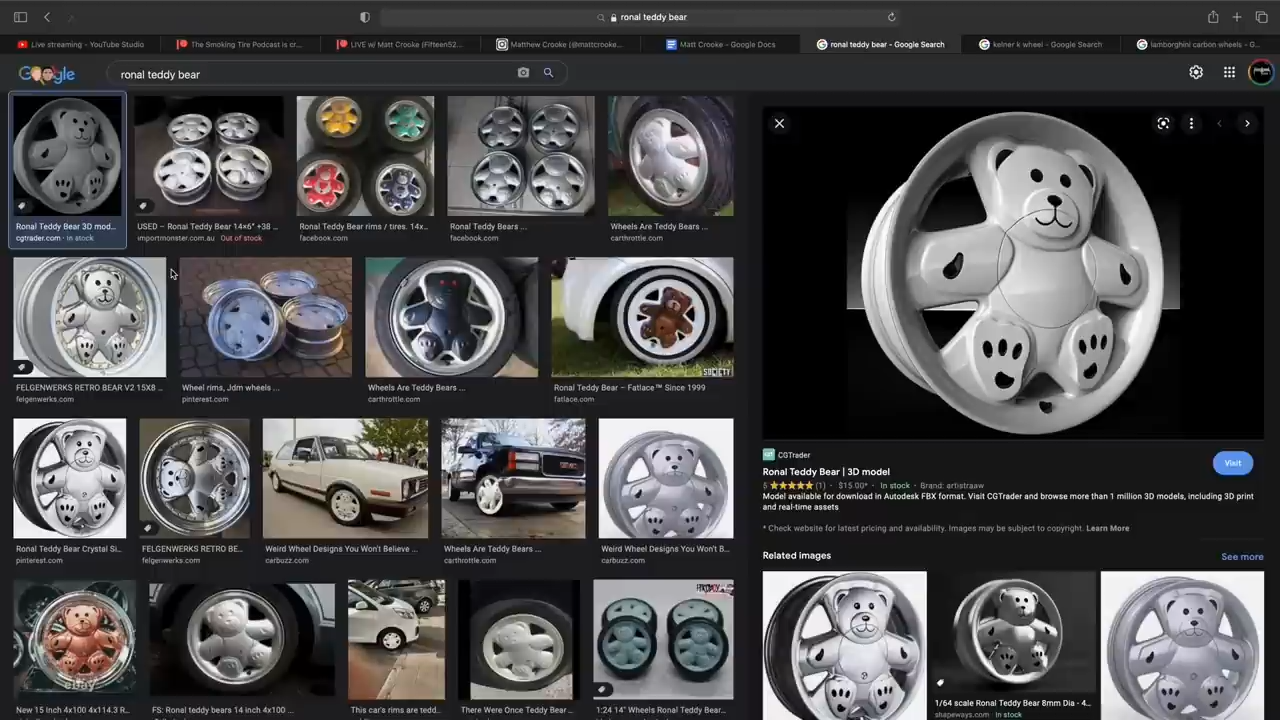 ronal teddy bear
Live streaming - YouTube Studio
The Smoking Tire Podcast is cr...
LIVE w/ Matt Crooke (Fifteen52...
Matthew Crooke (@mattcrooke...
Matt Crooke - Google Docs
ronal teddy bear - Google Search
kelner k wheel - Google Search
lamborghini carbon wheels - G...
ronal teddy bear
Ronal Teddy Bear 3D mod...
cgtrader.com · In stock
USED – Ronal Teddy Bear 14×6" +38 ...
importmonster.com.au Out of stock
Ronal Teddy Bear rims / tires. 14x...
facebook.com
Ronal Teddy Bears ...
facebook.com
Wheels Are Teddy Bears ...
carthrottle.com
FELGENWERKS RETRO BEAR V2 15X8 ...
felgenwerks.com
Wheel rims, Jdm wheels ...
pinterest.com
Wheels Are Teddy Bears ...
carthrottle.com
SOCIETY
Ronal Teddy Bear – Fatlace™ Since 1999
fatlace.com
Ronal Teddy Bear Crystal Si...
pinterest.com
FELGENWERKS RETRO BE...
felgenwerks.com
Weird Wheel Designs You Won't Believe ...
carbuzz.com
Wheels Are Teddy Bears ...
carthrottle.com
Weird Wheel Designs You Won't B...
carbuzz.com
ebay
New 15 Inch 4x100 4x114.3 R...
FS: Ronal Teddy bears 14 inch 4x100 ...
This car's rims are tedd...
There Were Once Teddy Bear ...
1:24 14" Wheels Ronal Teddy Bear...
CGTrader
Ronal Teddy Bear | 3D model
Visit
5 ★★★★★ (1) · $15.00* · In stock · Brand: artistraaw
Model available for download in Autodesk FBX format. Visit CGTrader and browse more than 1 million 3D models, including 3D print
and real-time assets
* Check website for latest pricing and availability. Images may be subject to copyright. Learn More
Related images
See more
1/64 scale Ronal Teddy Bear 8mm Dia - 4...
shapeways.com · In stock